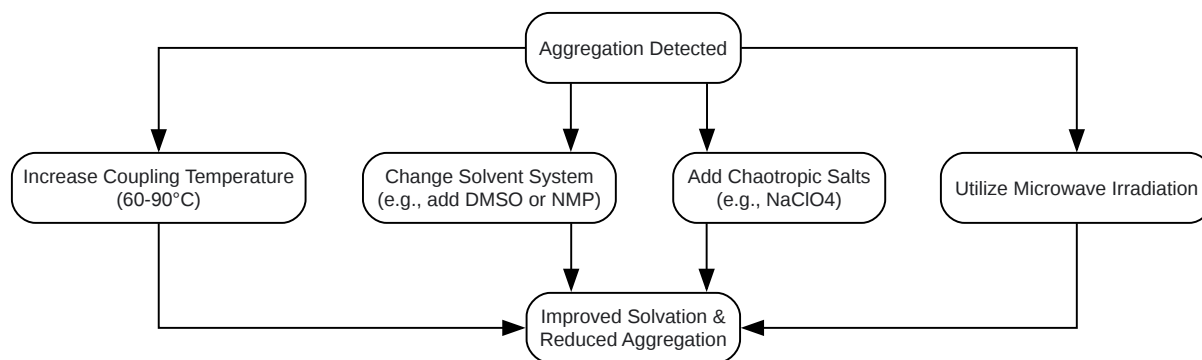 Aggregation Detected
Increase Coupling Temperature
(60-90°C)
Change Solvent System
(e.g., add DMSO or NMP)
Add Chaotropic Salts
(e.g., NaClO4)
Utilize Microwave Irradiation
Improved Solvation &
Reduced Aggregation